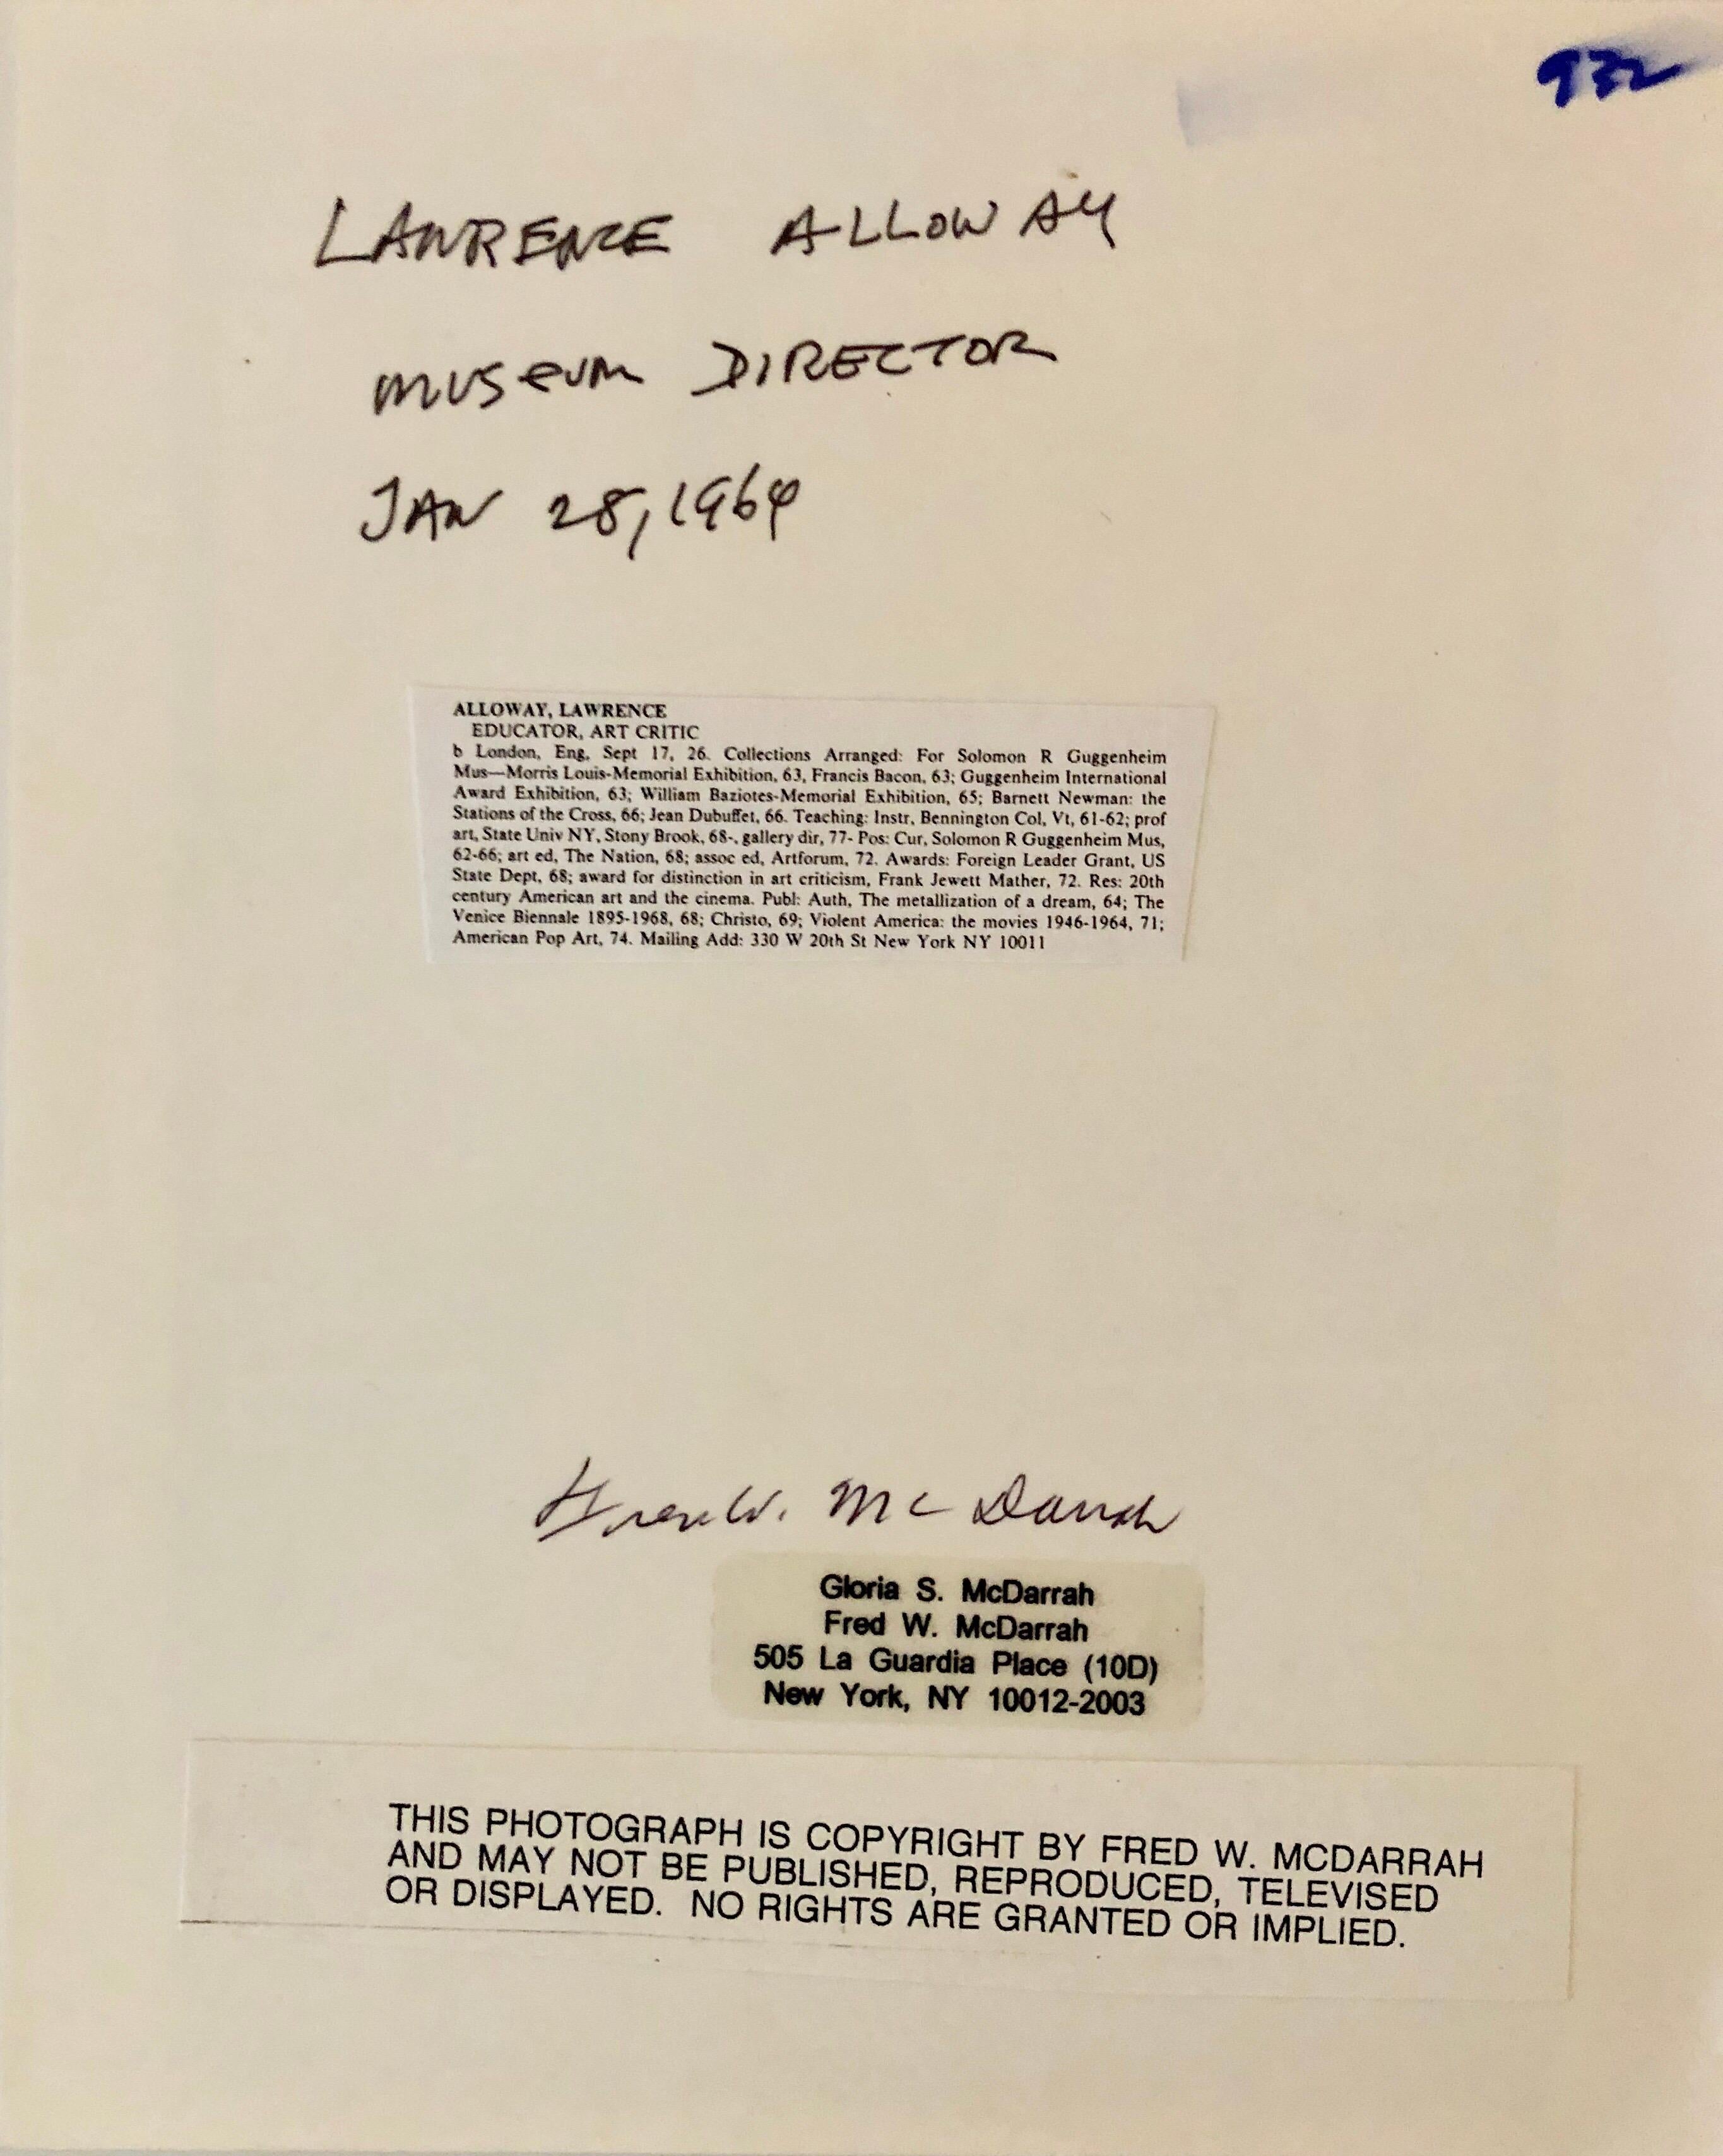 932
LAWRENCE ALLOWAY
MUSEUM DIRECTOR
JAN 28, 1964
ALLOWAY, LAWRENCE
EDUCATOR, ART CRITIC
b London, Eng, Sept 17, 26. Collections Arranged: For Solomon R Guggenheim
Mus—Morris Louis-Memorial Exhibition, 63, Francis Bacon, 63; Guggenheim International
Award Exhibition, 63; William Baziotes-Memorial Exhibition, 65; Barnett Newman: the
Stations of the Cross, 66; Jean Dubuffet, 66. Teaching: Instr, Bennington Col, Vt, 61-62; prof
art, State Univ NY, Stony Brook, 68-, gallery dir, 77- Pos: Cur, Solomon R Guggenheim Mus,
62-66; art ed, The Nation, 68; assoc ed, Artforum, 72. Awards: Foreign Leader Grant, US
State Dept, 68; award for distinction in art criticism, Frank Jewett Mather, 72. Res: 20th
century American art and the cinema. Publ: Auth, The metallization of a dream, 64; The
Venice Biennale 1895-1968, 68; Christo, 69; Violent America: the movies 1946-1964, 71;
American Pop Art, 74. Mailing Add: 330 W 20th St New York NY 10011
Fred W. McDarrah
Gloria S. McDarrah
Fred W. McDarrah
505 La Guardia Place (10D)
New York, NY 10012-2003
THIS PHOTOGRAPH IS COPYRIGHT BY FRED W. MCDARRAH
AND MAY NOT BE PUBLISHED, REPRODUCED, TELEVISED
OR DISPLAYED. NO RIGHTS ARE GRANTED OR IMPLIED.